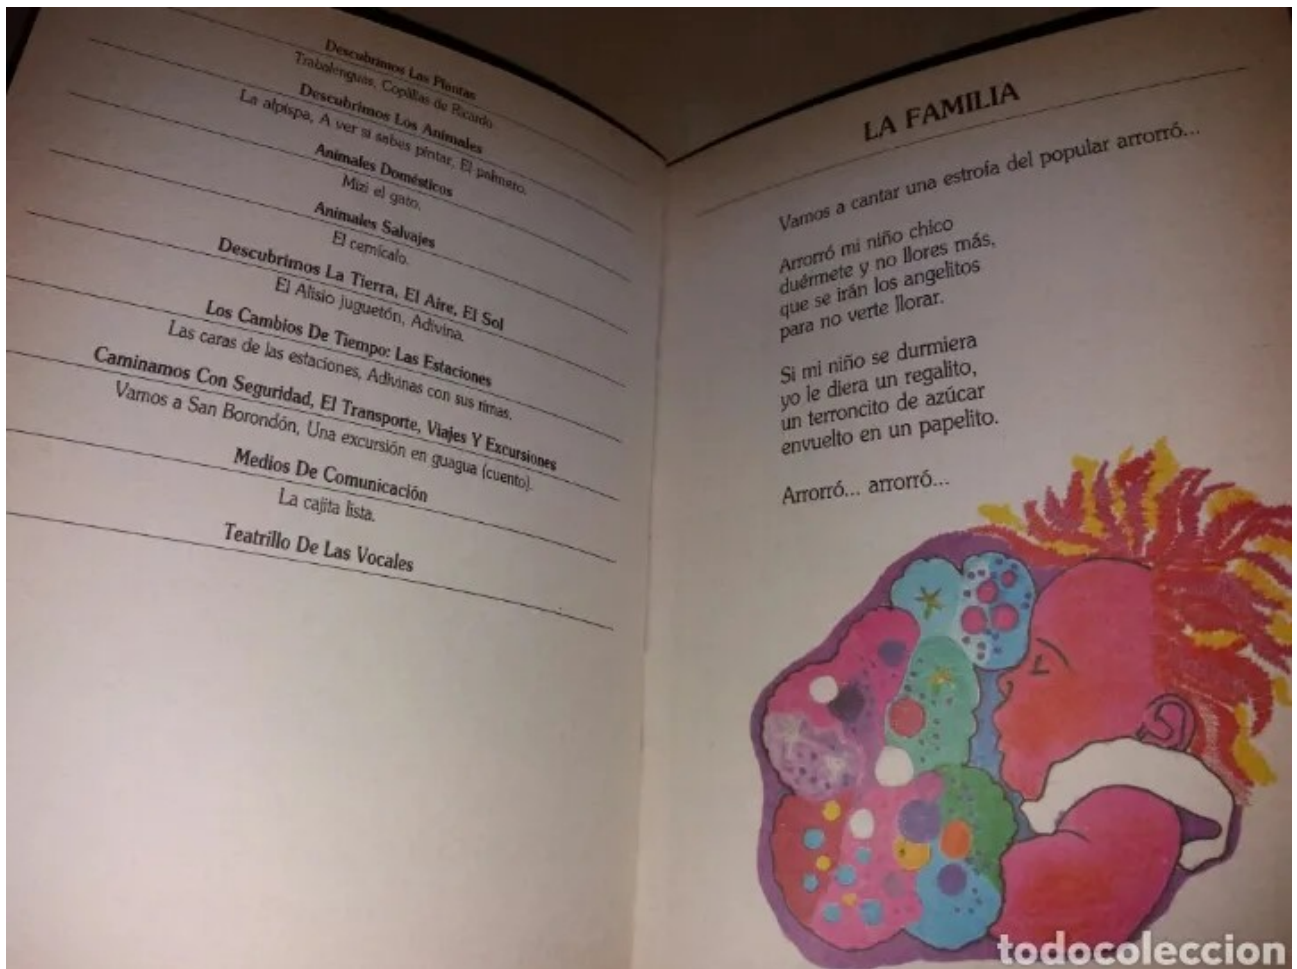 Descubrimos Las Plantas
Trabalenguas, Copillas de Ricardo.
Descubrimos Los Animales
La alpispa, A ver si sabes pintar, El palmero.
Animales Domésticos
Mizi el gato.
Animales Salvajes
El cernícalo.
Descubrimos La Tierra, El Aire, El Sol
El Alisio juguetón, Adivina.
Los Cambios De Tiempo: Las Estaciones
Las caras de las estaciones, Adivinas con sus rimas.
Caminamos Con Seguridad, El Transporte, Viajes Y Excursiones
Vamos a San Borondón, Una excursión en guagua (cuento).
Medios De Comunicación
La cajita lista.
Teatrillo De Las Vocales
LA FAMILIA
Vamos a cantar una estrofa del popular arrorró...
Arrorró mi niño chico
duérmete y no llores más,
que se irán los angelitos
para no verte llorar.
Si mi niño se durmiera
yo le diera un regalito,
un terroncito de azúcar
envuelto en un papelito.
Arrorró... arrorró...
todocoleccion